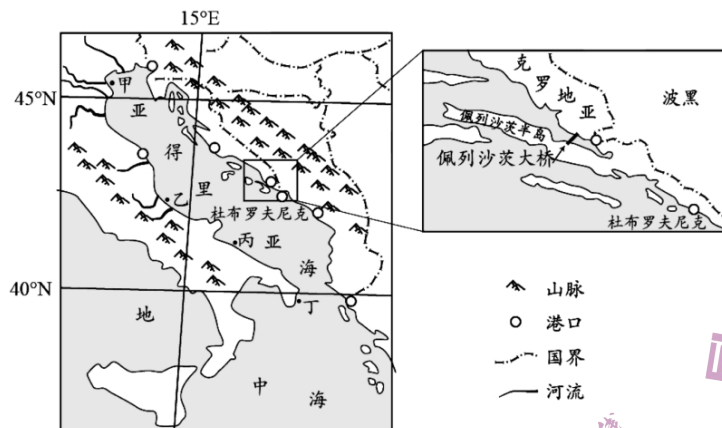 15°E
甲
45°N
亚
得
里
乙
杜布罗夫尼克
丙
亚
海
40°N
丁
地
中
海
克
罗
地
亚
波黑
佩列沙茨半岛
佩列沙茨大桥
杜布罗夫尼克
山脉
港口
国界
河流